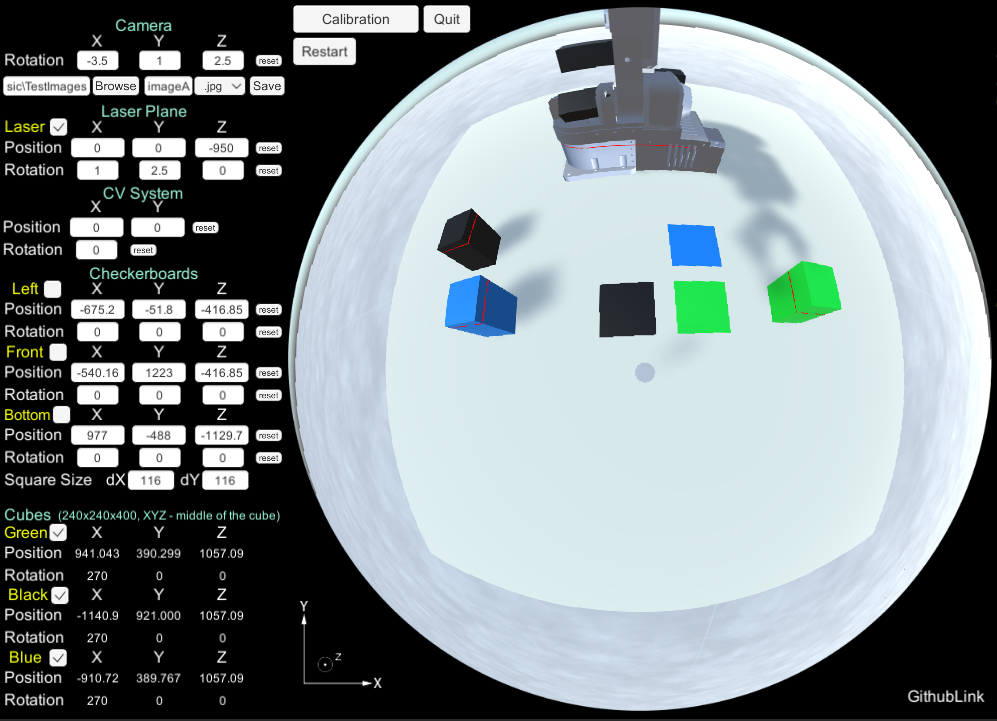 Calibration Quit
Restart
Camera
X Y Z
Rotation -3.5 1 2.5 reset
sic\TestImages Browse imageA .jpg Save
Laser Plane
Laser X Y Z
Position 0 0 -950 reset
Rotation 1 2.5 0 reset
CV System
X Y
Position 0 0 reset
Rotation 0 reset
Checkerboards
Left X Y Z
Position -675.2 -51.8 -416.85 reset
Rotation 0 0 0 reset
Front X Y Z
Position -540.16 1223 -416.85 reset
Rotation 0 0 0 reset
Bottom X Y Z
Position 977 -488 -1129.7 reset
Rotation 0 0 0 reset
Square Size dX 116 dY 116
Cubes (240x240x400, XYZ - middle of the cube)
Green X Y Z
Position 941.043 390.299 1057.09
Rotation 270 0 0
Black X Y Z
Position -1140.9 921.000 1057.09
Rotation 270 0 0
Blue X Y Z
Position -910.72 389.767 1057.09
Rotation 270 0 0
Y
Z
X
GithubLink